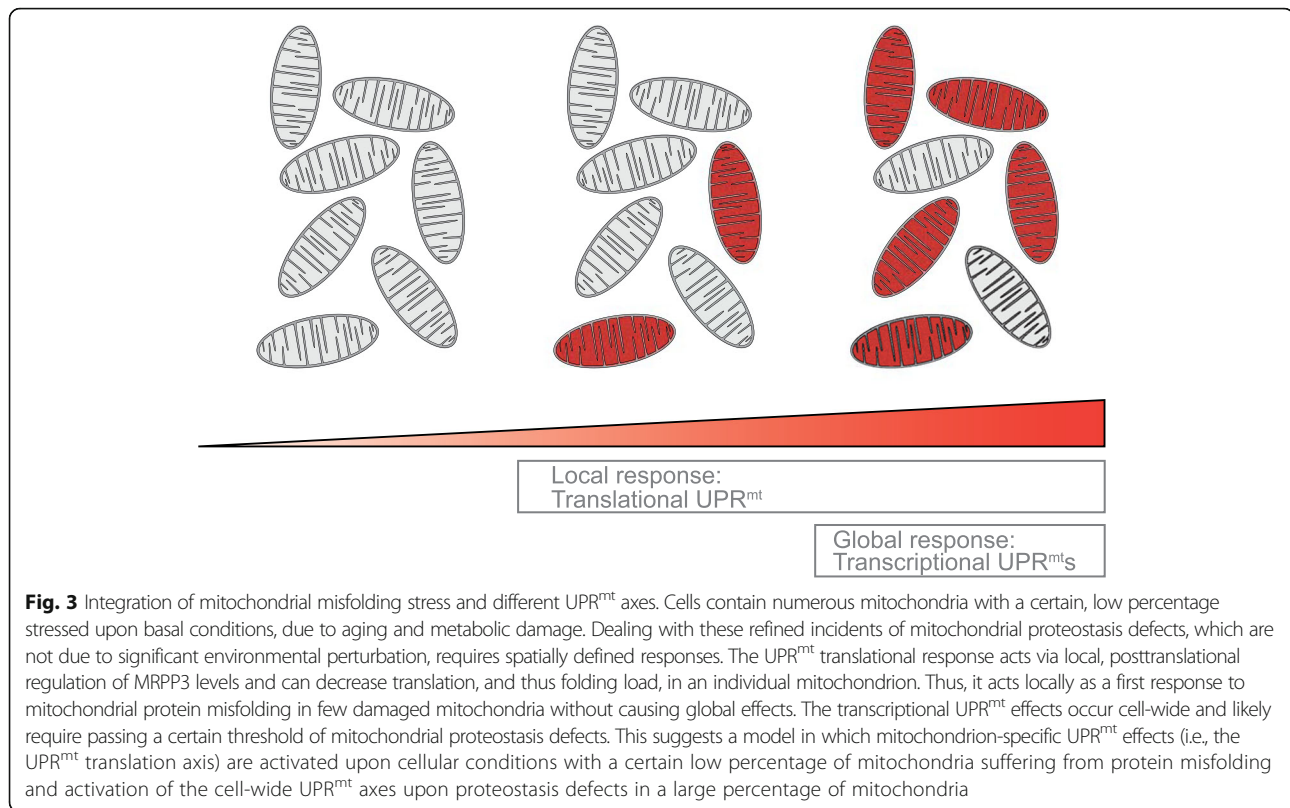 Local response:
Translational UPRᵐᵗ
Global response:
Transcriptional UPRᵐᵗs
Fig. 3 Integration of mitochondrial misfolding stress and different UPRᵐᵗ axes. Cells contain numerous mitochondria with a certain, low percentage
stressed upon basal conditions, due to aging and metabolic damage. Dealing with these refined incidents of mitochondrial proteostasis defects, which are
not due to significant environmental perturbation, requires spatially defined responses. The UPRᵐᵗ translational response acts via local, posttranslational
regulation of MRPP3 levels and can decrease translation, and thus folding load, in an individual mitochondrion. Thus, it acts locally as a first response to
mitochondrial protein misfolding in few damaged mitochondria without causing global effects. The transcriptional UPRᵐᵗ effects occur cell-wide and likely
require passing a certain threshold of mitochondrial proteostasis defects. This suggests a model in which mitochondrion-specific UPRᵐᵗ effects (i.e., the
UPRᵐᵗ translation axis) are activated upon cellular conditions with a certain low percentage of mitochondria suffering from protein misfolding
and activation of the cell-wide UPRᵐᵗ axes upon proteostasis defects in a large percentage of mitochondria